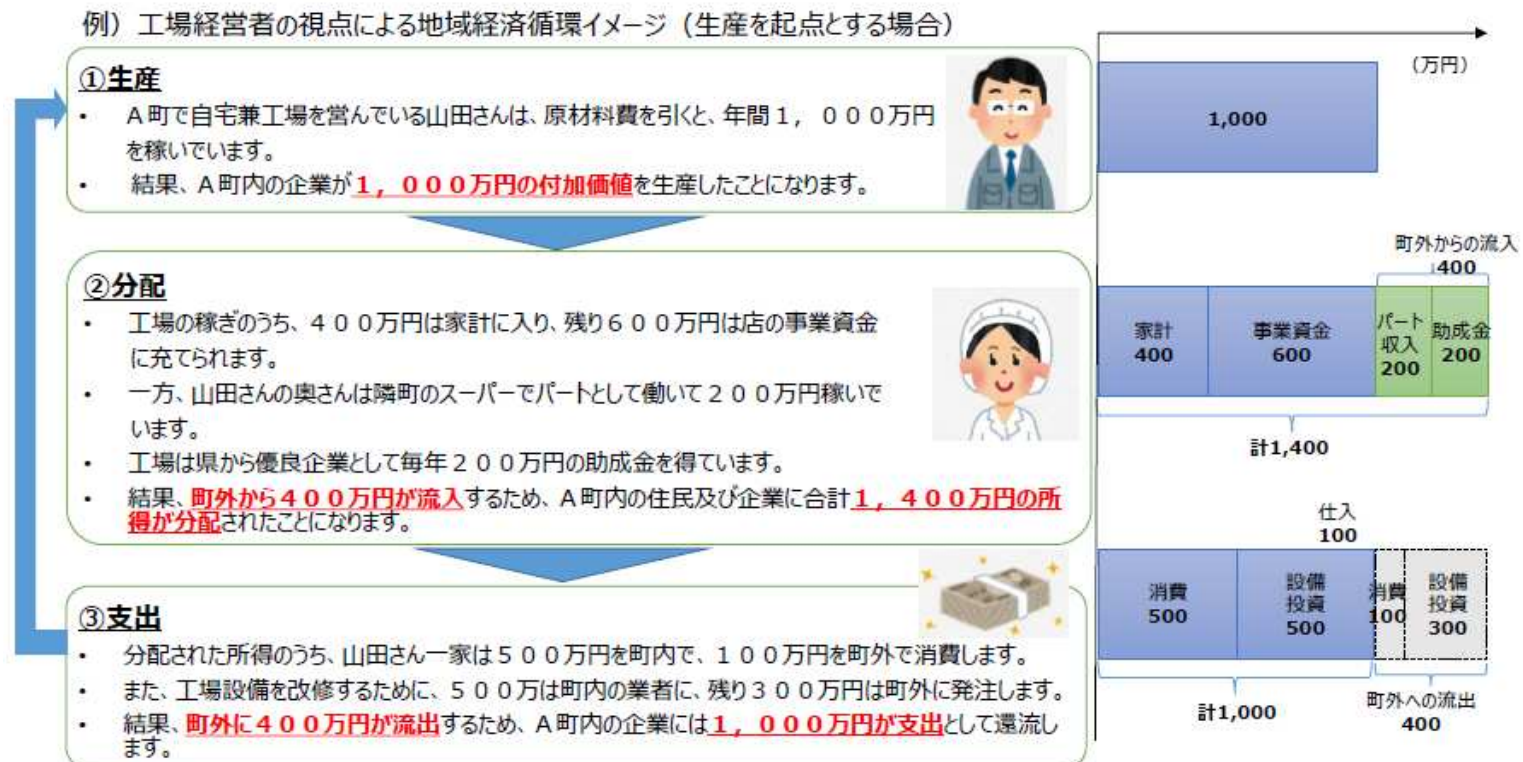 例）工場経営者の視点による地域経済循環イメージ（生産を起点とする場合）
①生産
• A町で自宅兼工場を営んでいる山田さんは、原材料費を引くと、年間１，０００万円
を稼いでいます。
• 結果、A町内の企業が１，０００万円の付加価値を生産したことになります。
②分配
• 工場の稼ぎのうち、４００万円は家計に入り、残り６００万円は店の事業資金
に充てられます。
• 一方、山田さんの奥さんは隣町のスーパーでパートとして働いて２００万円稼いで
います。
• 工場は県から優良企業として毎年２００万円の助成金を得ています。
• 結果、町外から４００万円が流入するため、A町内の住民及び企業に合計１，４００万円の所
得が分配されたことになります。
③支出
• 分配された所得のうち、山田さん一家は５００万円を町内で、１００万円を町外で消費します。
• また、工場設備を改修するために、５００万は町内の業者に、残り３００万円は町外に発注します。
• 結果、町外に４００万円が流出するため、A町内の企業には１，０００万円が支出として還流し
ます。
（万円）
1,000
町外からの流入
400
家計
400
事業資金
600
パート
収入
200
助成金
200
計1,400
仕入
100
消費
500
設備
投資
500
消費
100
設備
投資
300
計1,000
町外への流出
400